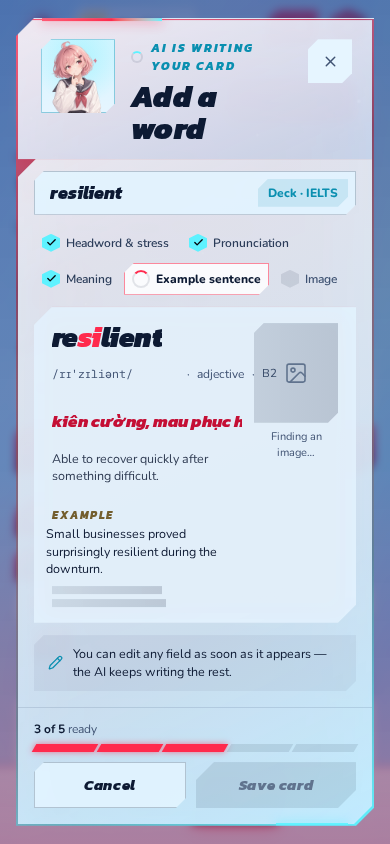 AI IS WRITING
YOUR CARD
Add a
word
resilient
Deck · IELTS
Headword & stress
Pronunciation
Meaning
Example sentence
Image
resilient
/rɪˈzɪliənt/ · adjective · B2
kiên cường, mau phục h
Finding an
image...
Able to recover quickly after
something difficult.
EXAMPLE
Small businesses proved
surprisingly resilient during the
downturn.
You can edit any field as soon as it appears —
the AI keeps writing the rest.
3 of 5 ready
Cancel
Save card